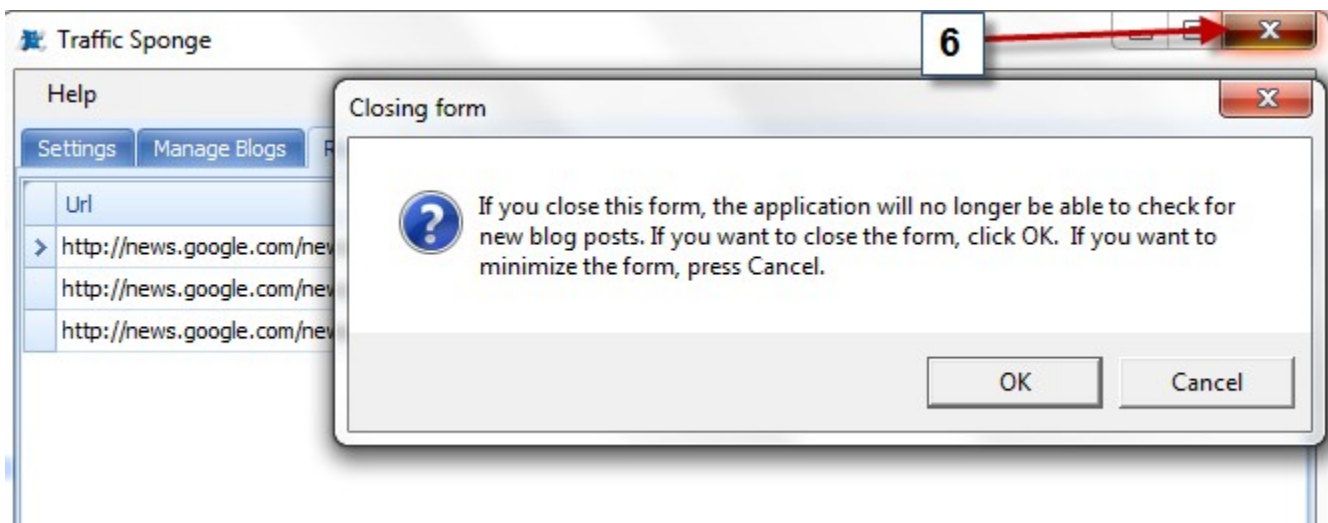 Traffic Sponge
6
Help
Closing form
Settings
Manage Blogs
Url
If you close this form, the application will no longer be able to check for
new blog posts. If you want to close the form, click OK.  If you want to
minimize the form, press Cancel.
http://news.google.com/
http://news.google.com/
http://news.google.com/
OK
Cancel